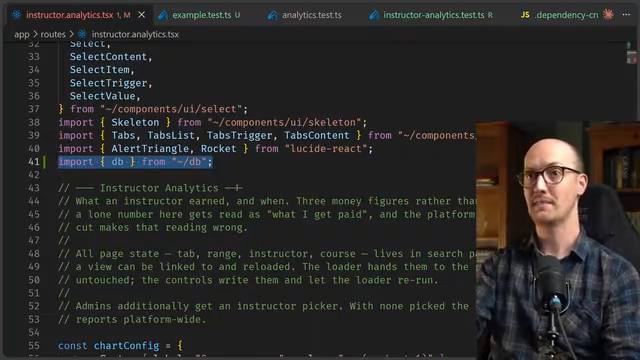 instructor.analytics.tsx 1, M
example.test.ts U
analytics.test.ts
instructor-analytics.test.ts U
JS .dependency-cn
app > routes > instructor.analytics.tsx
32 Select,
33 SelectContent,
34 SelectItem,
35 SelectTrigger,
36 SelectValue,
37 } from "~/components/ui/select";
38 import { Skeleton } from "~/components/ui/skeleton";
39 import { Tabs, TabsList, TabsTrigger, TabsContent } from "~/components
40 import { AlertTriangle, Rocket } from "lucide-react";
41 import { db } from "~/db";
42
43 // ─── Instructor Analytics ─
44 // What an instructor earned, and when. Three money figures rather than
45 // a lone number here gets read as "what I get paid", and the platform
46 // cut makes that reading wrong.
47 //
48 // All page state — tab, range, instructor, course — lives in search pa
49 // a view can be linked to and reloaded. The loader hands them to the
50 // untouched; the controls write them and let the loader re-run.
51 //
52 // Admins additionally get an instructor picker. With none picked the
53 // reports platform-wide.
54
55 const chartConfig = {